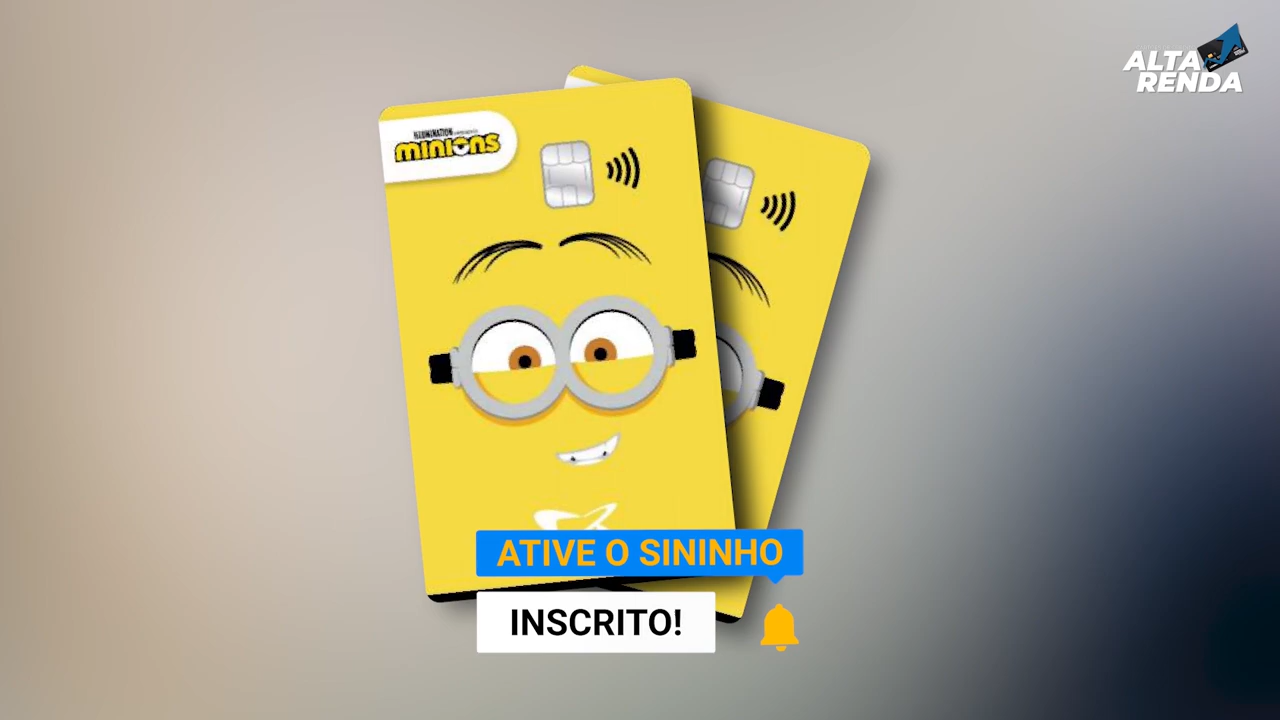 ALTA
RENDA
ILLUMINATION
minions
ATIVE O SININHO
INSCRITO!